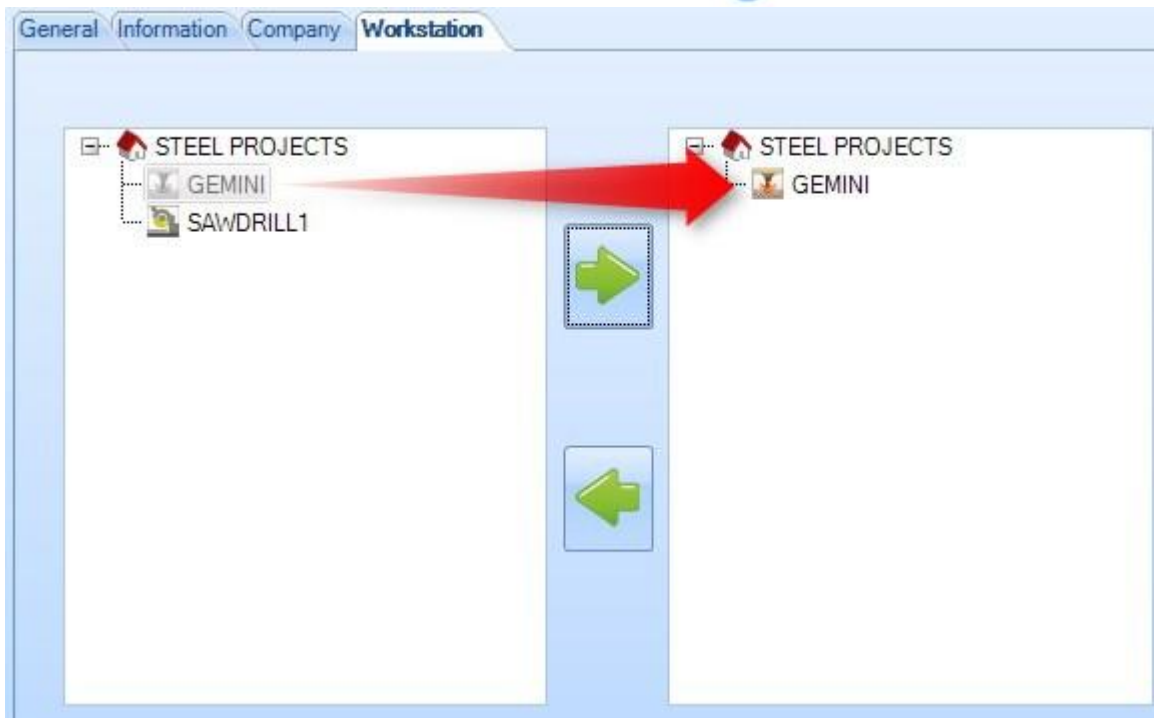 General Information Company Workstation
STEEL PROJECTS
GEMINI
SAWDRILL1
STEEL PROJECTS
GEMINI